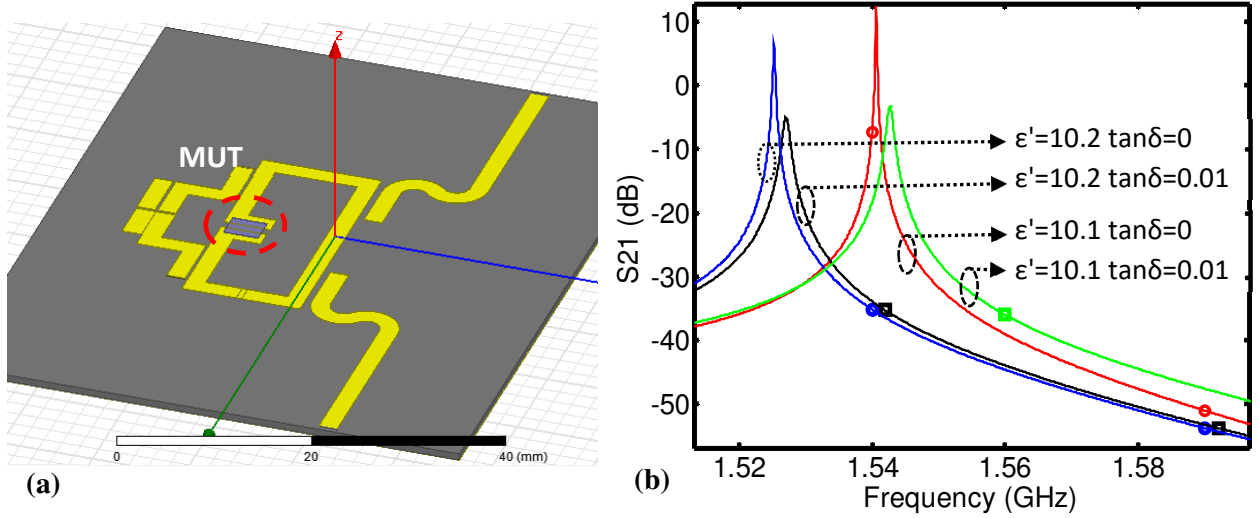 z
MUT
0
20
40 (mm)
(a)
10
0
-10
-20
-30
-40
-50
S21 (dB)
ε'=10.2 tanδ=0
ε'=10.2 tanδ=0.01
ε'=10.1 tanδ=0
ε'=10.1 tanδ=0.01
1.52
1.54
1.56
1.58
Frequency (GHz)
(b)